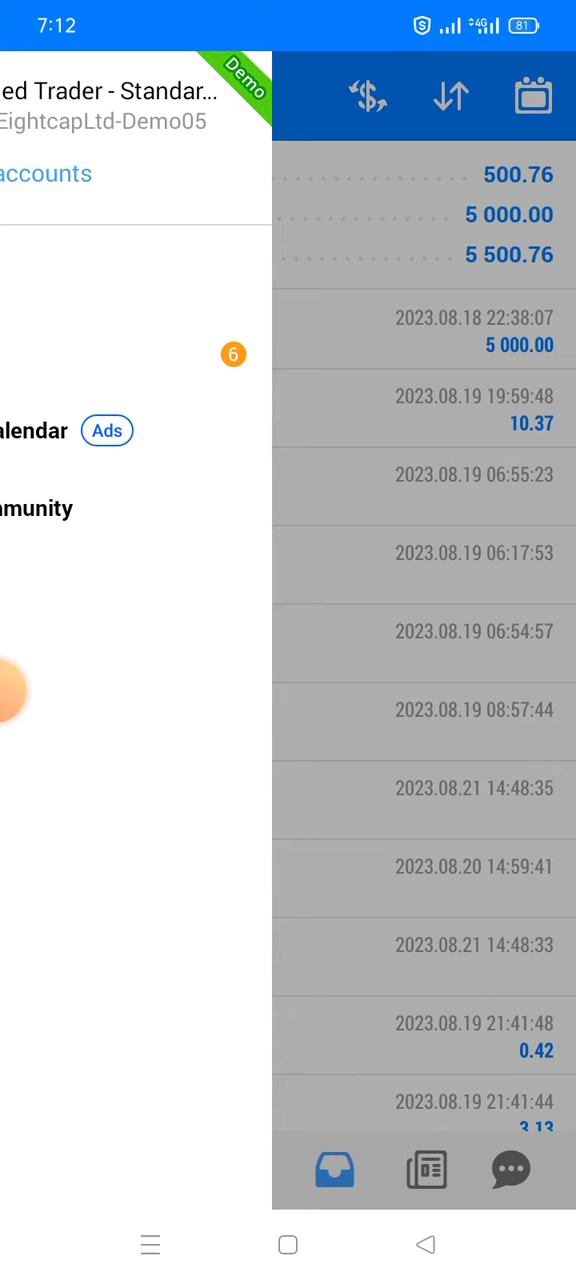 7:12
4G
81
ed Trader - Standar...
Demo
EightcapLtd-Demo05
accounts
500.76
5 000.00
5 500.76
2023.08.18 22:38:07
5 000.00
6
2023.08.19 19:59:48
10.37
alendar
Ads
2023.08.19 06:55:23
mmunity
2023.08.19 06:17:53
2023.08.19 06:54:57
2023.08.19 08:57:44
2023.08.21 14:48:35
2023.08.20 14:59:41
2023.08.21 14:48:33
2023.08.19 21:41:48
0.42
2023.08.19 21:41:44
3.13